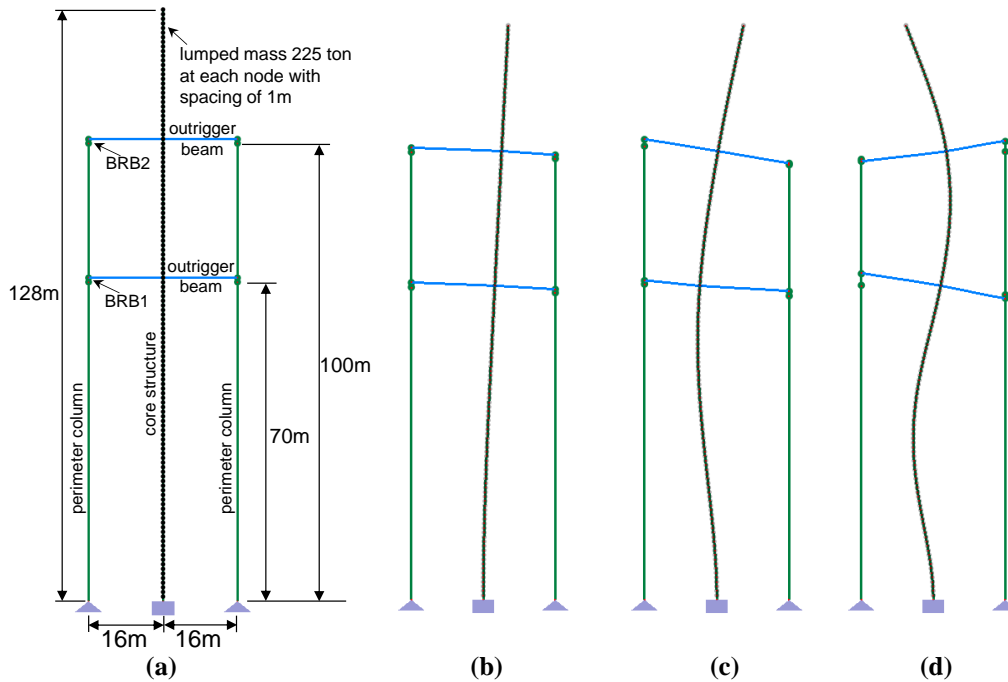 lumped mass 225 ton
at each node with
spacing of 1m
outrigger
beam
BRB2
outrigger
beam
BRB1
128m
100m
70m
perimeter column
core structure
perimeter column
16m
16m
(a)
(b)
(c)
(d)